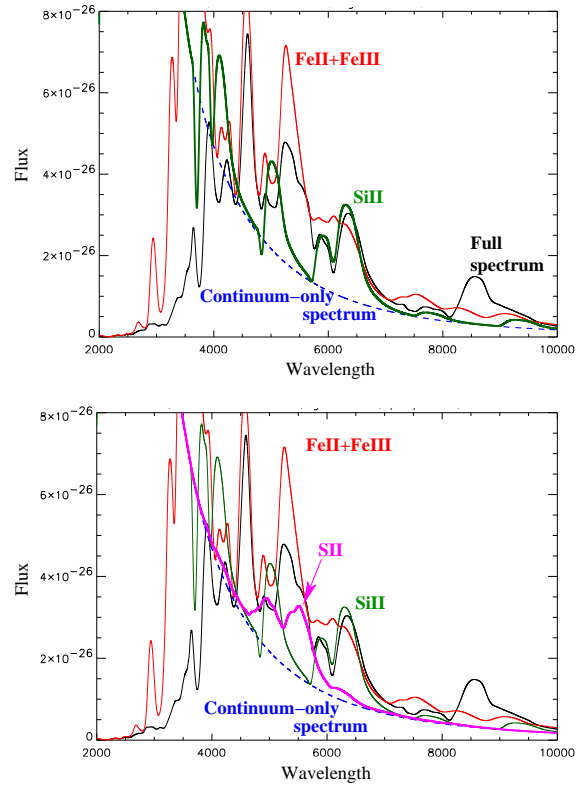 8×10⁻²⁶
FeII+FeIII
6×10⁻²⁶
Flux
4×10⁻²⁶
SiII
Full
spectrum
2×10⁻²⁶
Continuum−only
spectrum
0
2000 4000 6000 8000 10000
Wavelength
8×10⁻²⁶
FeII+FeIII
6×10⁻²⁶
SII
Flux
4×10⁻²⁶
SiII
2×10⁻²⁶
Continuum−only
spectrum
0
2000 4000 6000 8000 10000
Wavelength